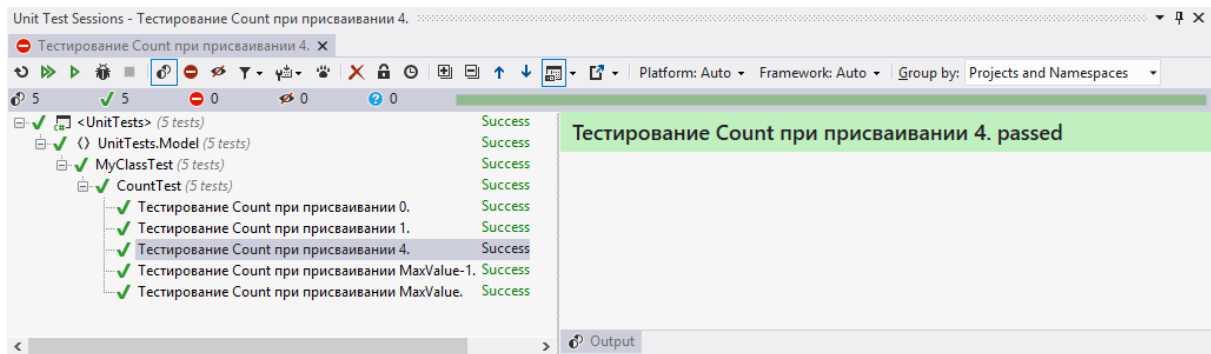 Unit Test Sessions - Тестирование Count при присваивании 4.
Тестирование Count при присваивании 4.
Platform: Auto Framework: Auto Group by: Projects and Namespaces
5 5 0 0 0
<UnitTests> (5 tests) Success
UnitTests.Model (5 tests) Success
MyClassTest (5 tests) Success
CountTest (5 tests) Success
Тестирование Count при присваивании 0. Success
Тестирование Count при присваивании 1. Success
Тестирование Count при присваивании 4. Success
Тестирование Count при присваивании MaxValue-1. Success
Тестирование Count при присваивании MaxValue. Success
Тестирование Count при присваивании 4. passed
Output